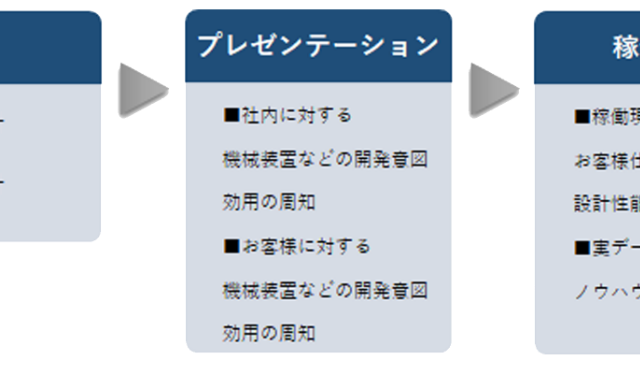 プレゼンテーション
■社内に対する
機械装置などの開発意図
効用の周知
■お客様に対する
機械装置などの開発意図
効用の周知
稼
■稼働現
お客様仕
設計性能
■実デー
ノウハウ